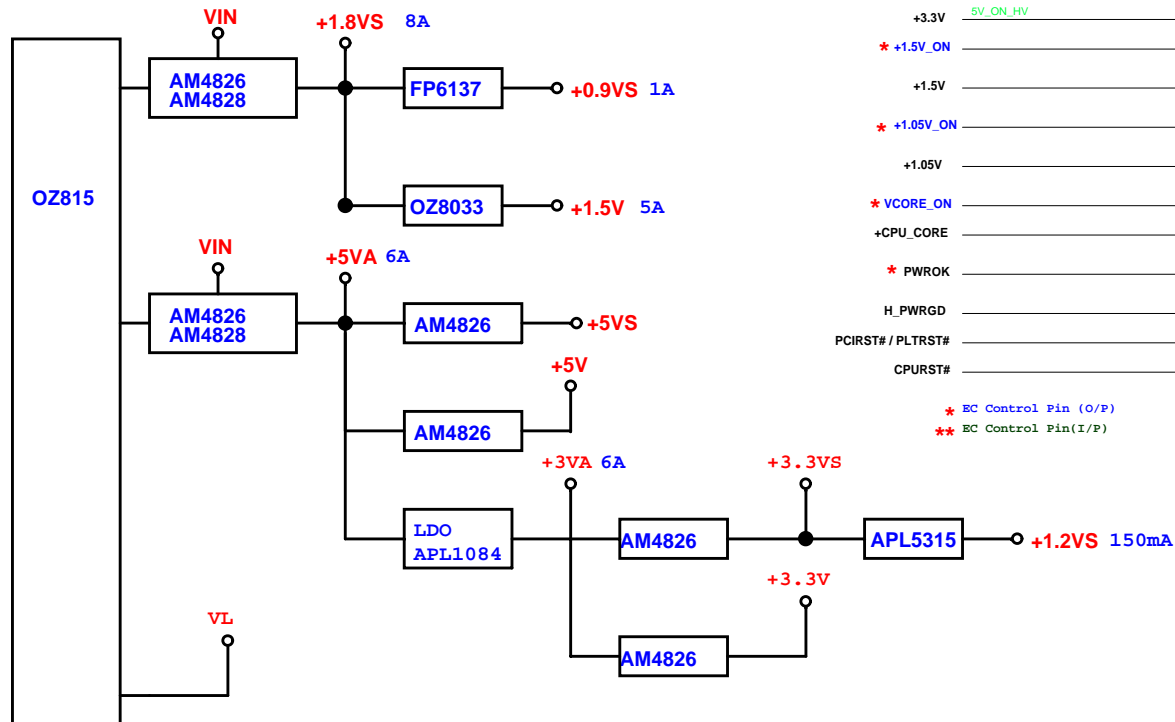 VIN
+1.8VS 8A
AM4826
AM4828
FP6137
+0.9VS 1A
OZ815
OZ8033
+1.5V 5A
VIN
+5VA 6A
AM4826
AM4828
AM4826
+5VS
+5V
AM4826
+3VA 6A
+3.3VS
LDO
APL1084
AM4826
APL5315
+1.2VS 150mA
+3.3V
AM4826
VL
+3.3V
5V_ON_HV
* +1.5V_ON
+1.5V
* +1.05V_ON
+1.05V
* VCORE_ON
+CPU_CORE
* PWROK
H_PWRGD
PCIRST# / PLTRST#
CPURST#
* EC Control Pin (O/P)
** EC Control Pin(I/P)